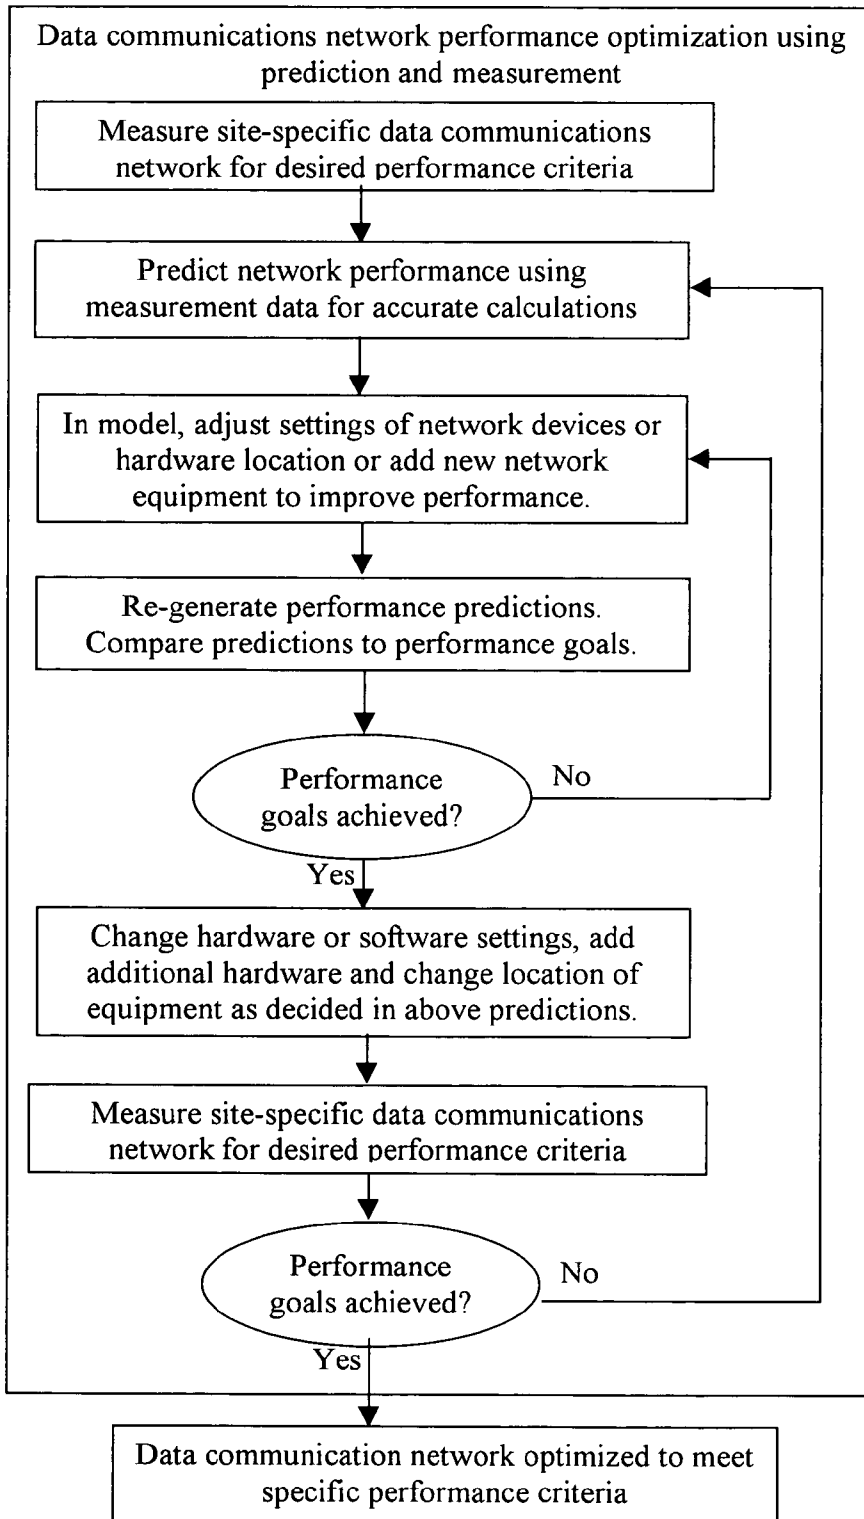 Data communications network performance optimization using
prediction and measurement
Measure site-specific data communications
network for desired performance criteria
Predict network performance using
measurement data for accurate calculations
In model, adjust settings of network devices or
hardware location or add new network
equipment to improve performance.
Re-generate performance predictions.
Compare predictions to performance goals.
Performance
goals achieved?
No
Yes
Change hardware or software settings, add
additional hardware and change location of
equipment as decided in above predictions.
Measure site-specific data communications
network for desired performance criteria
Performance
goals achieved?
No
Yes
Data communication network optimized to meet
specific performance criteria